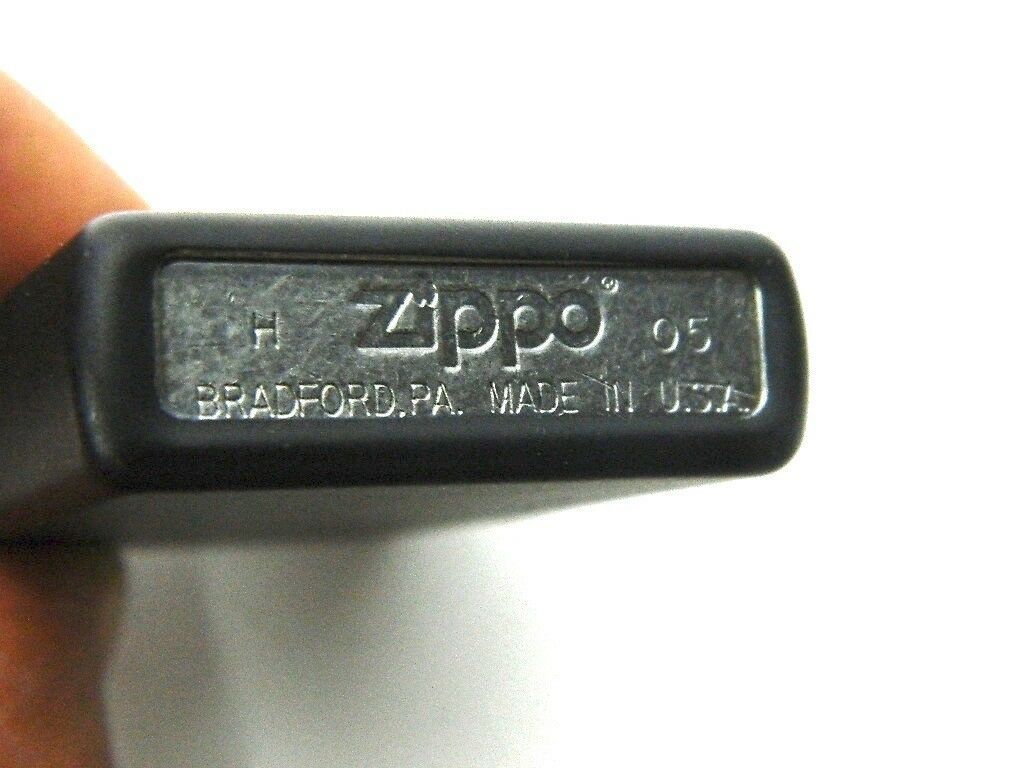 H Zippo® 05
BRADFORD, PA. MADE IN U.S.A.